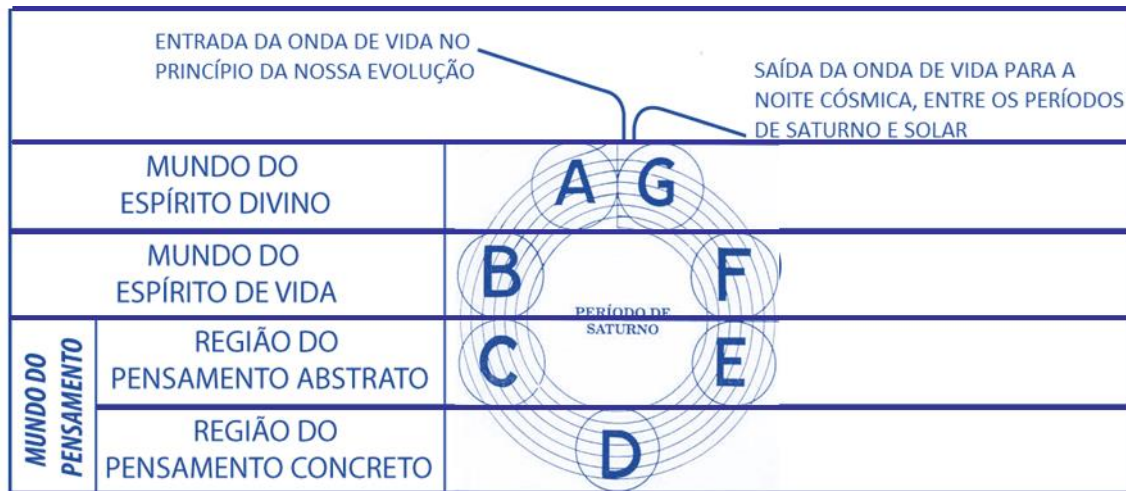 ENTRADA DA ONDA DE VIDA NO
PRINCÍPIO DA NOSSA EVOLUÇÃO
SAÍDA DA ONDA DE VIDA PARA A
NOITE CÓSMICA, ENTRE OS PERÍODOS
DE SATURNO E SOLAR
MUNDO DO
ESPÍRITO DIVINO
A
G
MUNDO DO
ESPÍRITO DE VIDA
B
F
PERÍODO DE
SATURNO
MUNDO DO
PENSAMENTO
REGIÃO DO
PENSAMENTO ABSTRATO
C
E
REGIÃO DO
PENSAMENTO CONCRETO
D